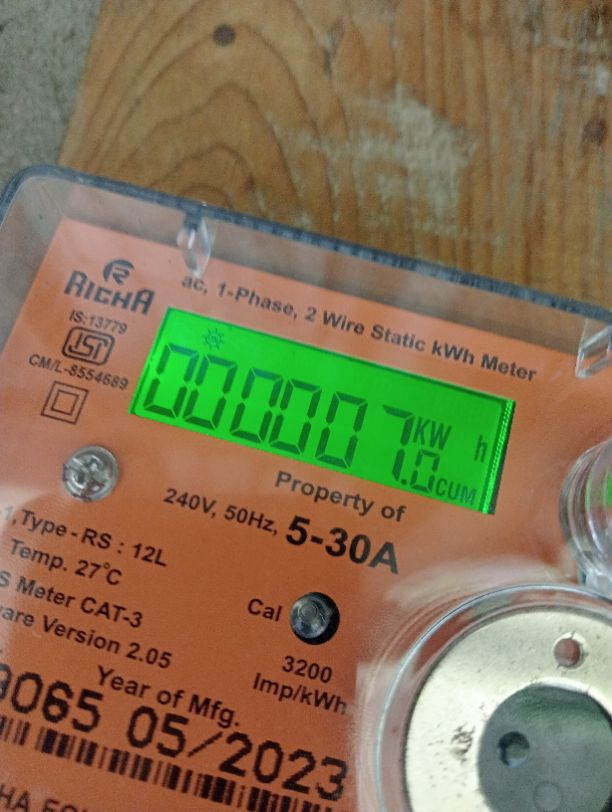 RICHA
IS:13779
CM/L-8554689
ac, 1-Phase, 2 Wire Static kWh Meter
000007.0 KW h
CUM
Property of
240V, 50Hz, 5-30A
Type - RS : 12L
Temp. 27°C
S Meter CAT-3
Version 2.05
Cal
3200
Imp/kWh
Year of Mfg.
9065 05/2023